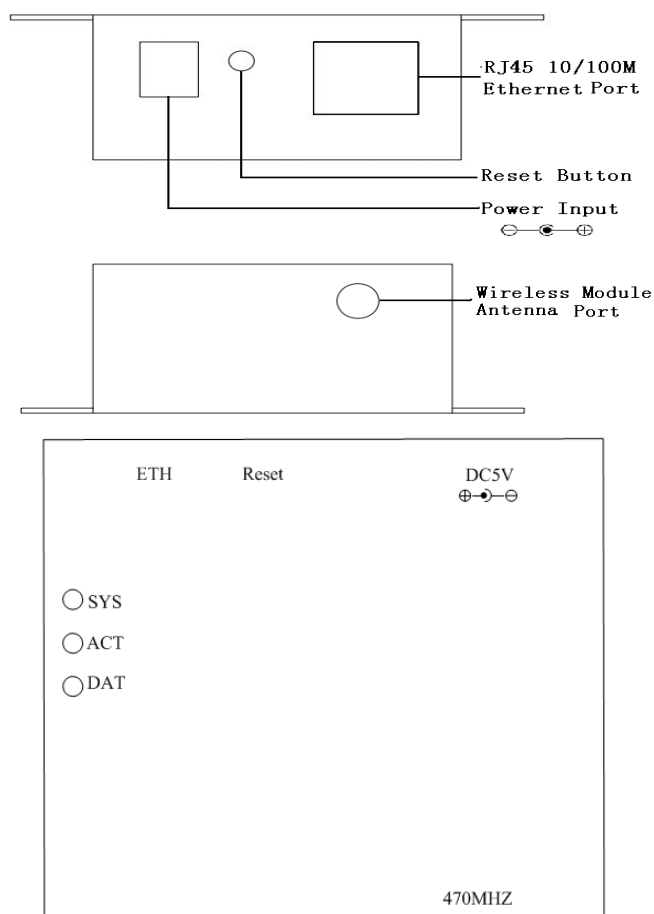 RJ45 10/100M
Ethernet Port
Reset Button
Power Input
Wireless Module
Antenna Port
ETH Reset DC5V
SYS
ACT
DAT
470MHZ